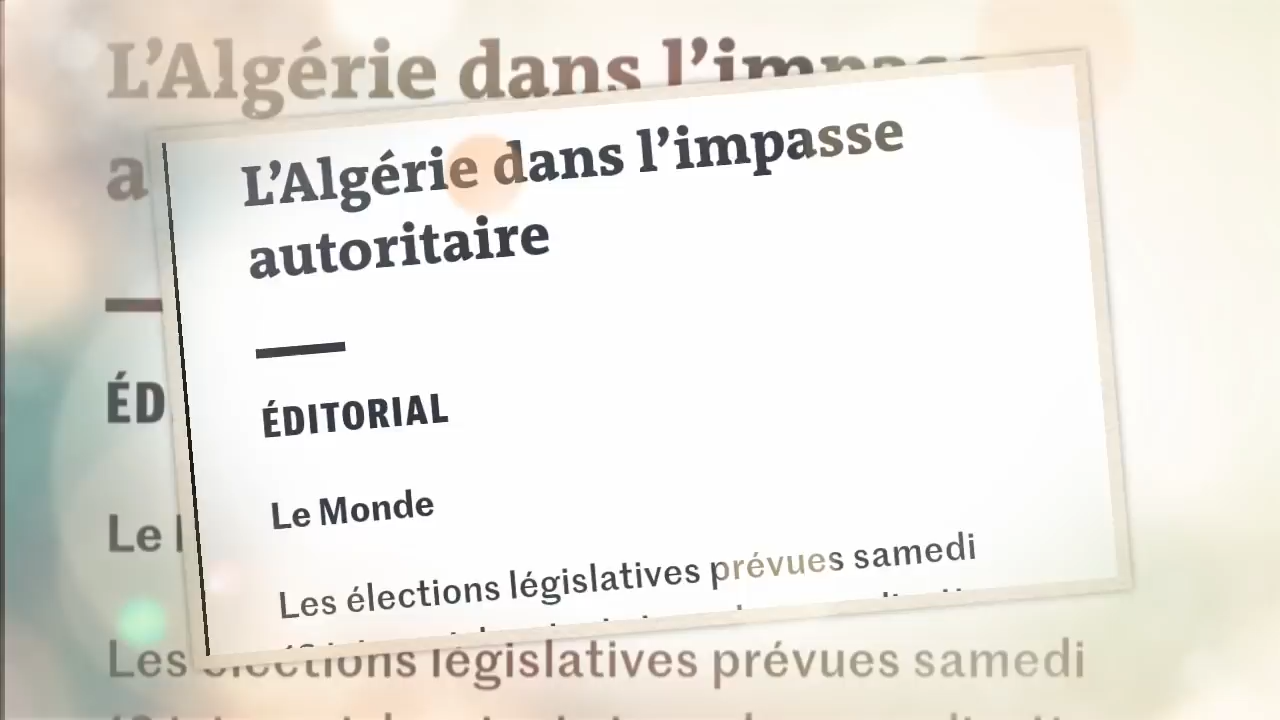 L’Algérie dans l’impasse
autoritaire
ÉDITORIAL
Le Monde
Les élections législatives prévues samedi